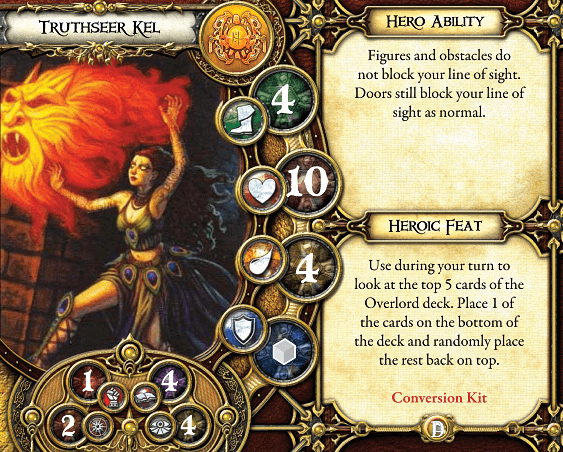 Truthseer Kel
4
10
4
1
4
2
4
Hero Ability
Figures and obstacles do
not block your line of sight.
Doors still block your line of
sight as normal.
Heroic Feat
Use during your turn to
look at the top 5 cards of the
Overlord deck. Place 1 of
the cards on the bottom of
the deck and randomly place
the rest back on top.
Conversion Kit
D